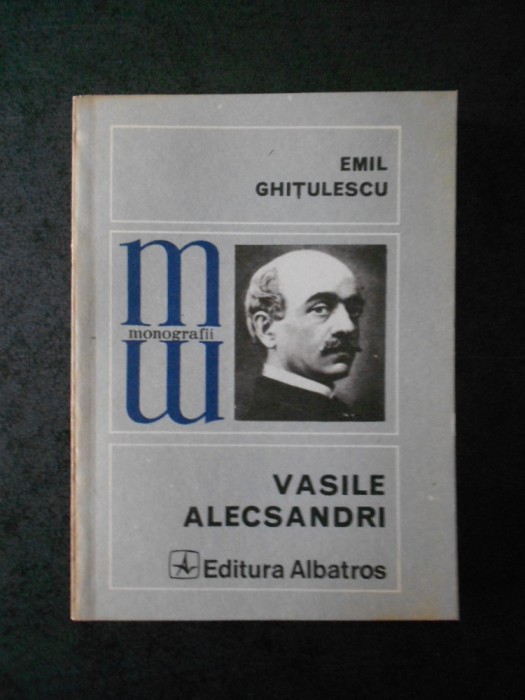 EMIL
GHIŢULESCU
m
monografii
m
VASILE
ALECSANDRI
Editura Albatros